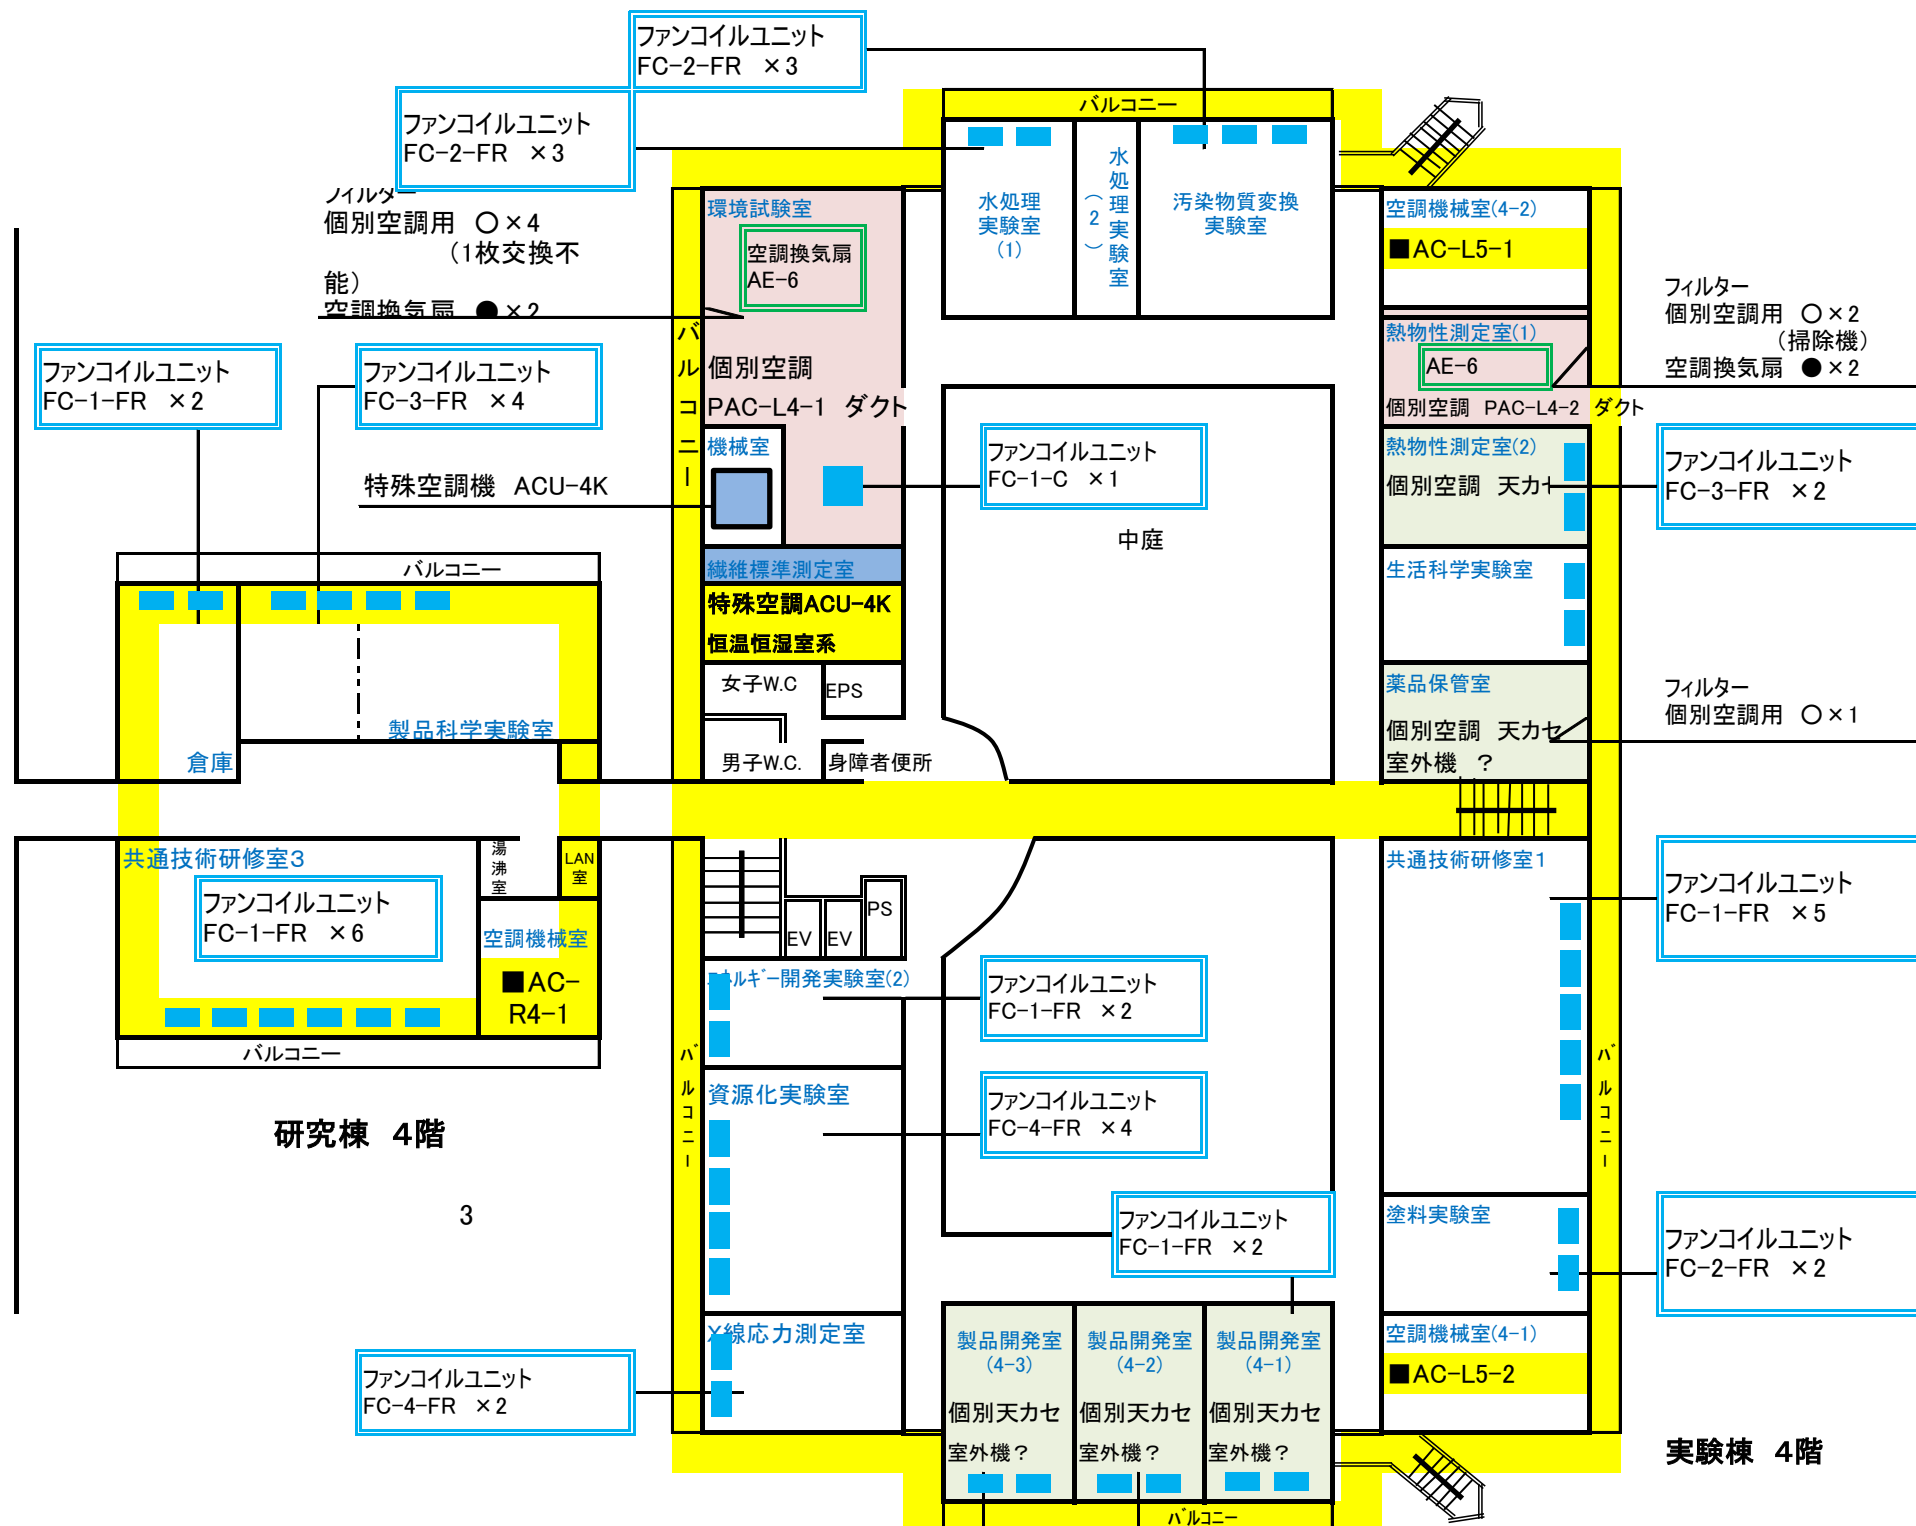 ファンコイルユニット
FC-2-FR ×3
ファンコイルユニット
FC-2-FR ×3
フィルター
個別空調用 ○×4
(1枚交換不
能)
空調換気扇 ●×2
ファンコイルユニット
FC-1-FR ×2
ファンコイルユニット
FC-3-FR ×4
特殊空調機 ACU-4K
バルコニー
水処理
実験室
(1)
水処理実験室
(2)
汚染物質変換
実験室
環境試験室
空調換気扇
AE-6
個別空調
PAC-L4-1 ダクト
バルコニー
機械室
ファンコイルユニット
FC-1-C ×1
中庭
繊維標準測定室
特殊空調ACU-4K
恒温恒湿室系
女子W.C
EPS
男子W.C.
身障者便所
空調機械室(4-2)
■AC-L5-1
熱物性測定室(1)
AE-6
個別空調 PAC-L4-2 ダクト
フィルター
個別空調用 ○×2
(掃除機)
空調換気扇 ●×2
熱物性測定室(2)
個別空調 天カセ
ファンコイルユニット
FC-3-FR ×2
生活科学実験室
薬品保管室
個別空調 天カセ
室外機 ?
フィルター
個別空調用 ○×1
バルコニー
製品科学実験室
倉庫
共通技術研修室3
ファンコイルユニット
FC-1-FR ×6
湯沸室
LAN
室
空調機械室
■AC-
R4-1
バルコニー
研究棟 4階
3
EV
EV
PS
エネルギー開発実験室(2)
ファンコイルユニット
FC-1-FR ×2
バルコニー
資源化実験室
ファンコイルユニット
FC-4-FR ×4
X線応力測定室
ファンコイルユニット
FC-4-FR ×2
ファンコイルユニット
FC-1-FR ×2
製品開発室
(4-3)
個別天カセ
室外機?
製品開発室
(4-2)
個別天カセ
室外機?
製品開発室
(4-1)
個別天カセ
室外機?
バルコニー
共通技術研修室1
ファンコイルユニット
FC-1-FR ×5
バルコニー
塗料実験室
ファンコイルユニット
FC-2-FR ×2
空調機械室(4-1)
■AC-L5-2
実験棟 4階